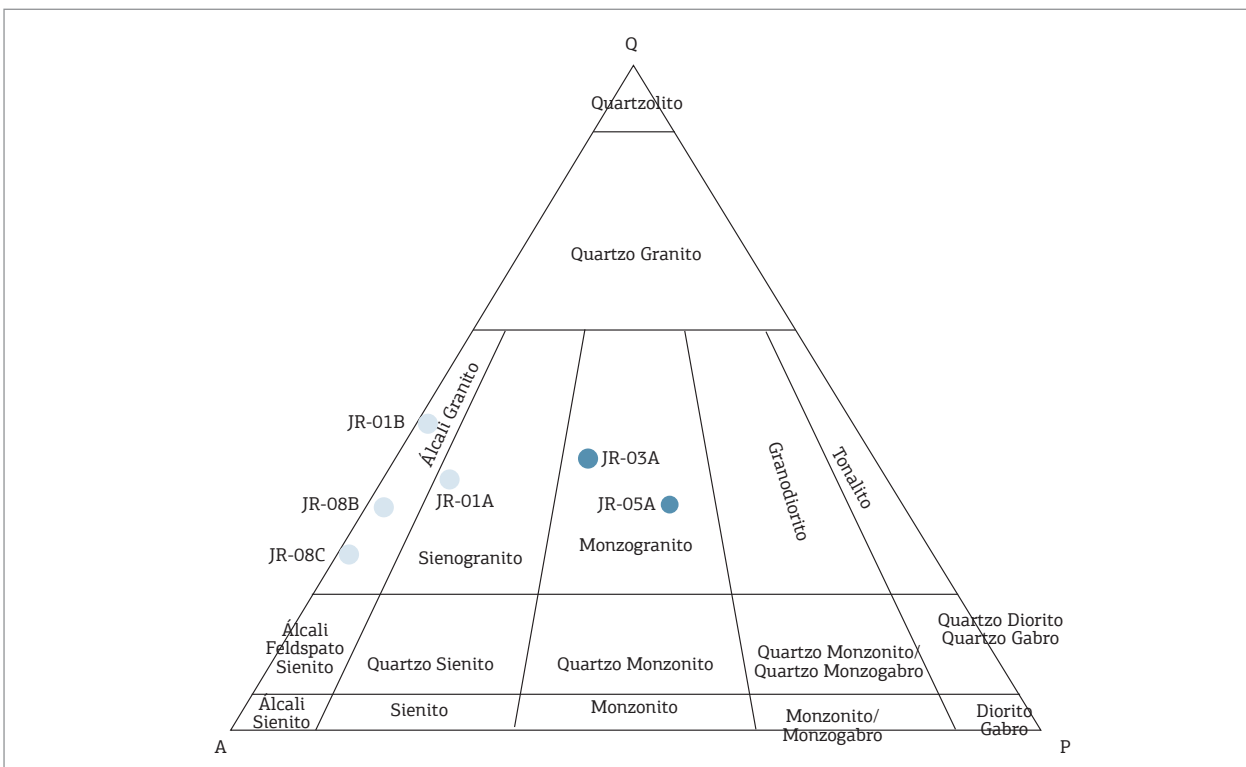 Q
Quartzolito
Quartzo Granito
Álcali Granito
JR-01B
JR-03A
Granodiorito
Tonalito
JR-01A
JR-08B
JR-05A
Monzogranito
JR-08C
Sienogranito
Álcali
Feldspato
Sienito
Quartzo Sienito
Quartzo Monzonito
Quartzo Monzonito/
Quartzo Monzogabro
Quartzo Diorito
Quartzo Gabro
Álcali
Sienito
Sienito
Monzonito
Monzonito/
Monzogabro
Diorito
Gabro
A
P